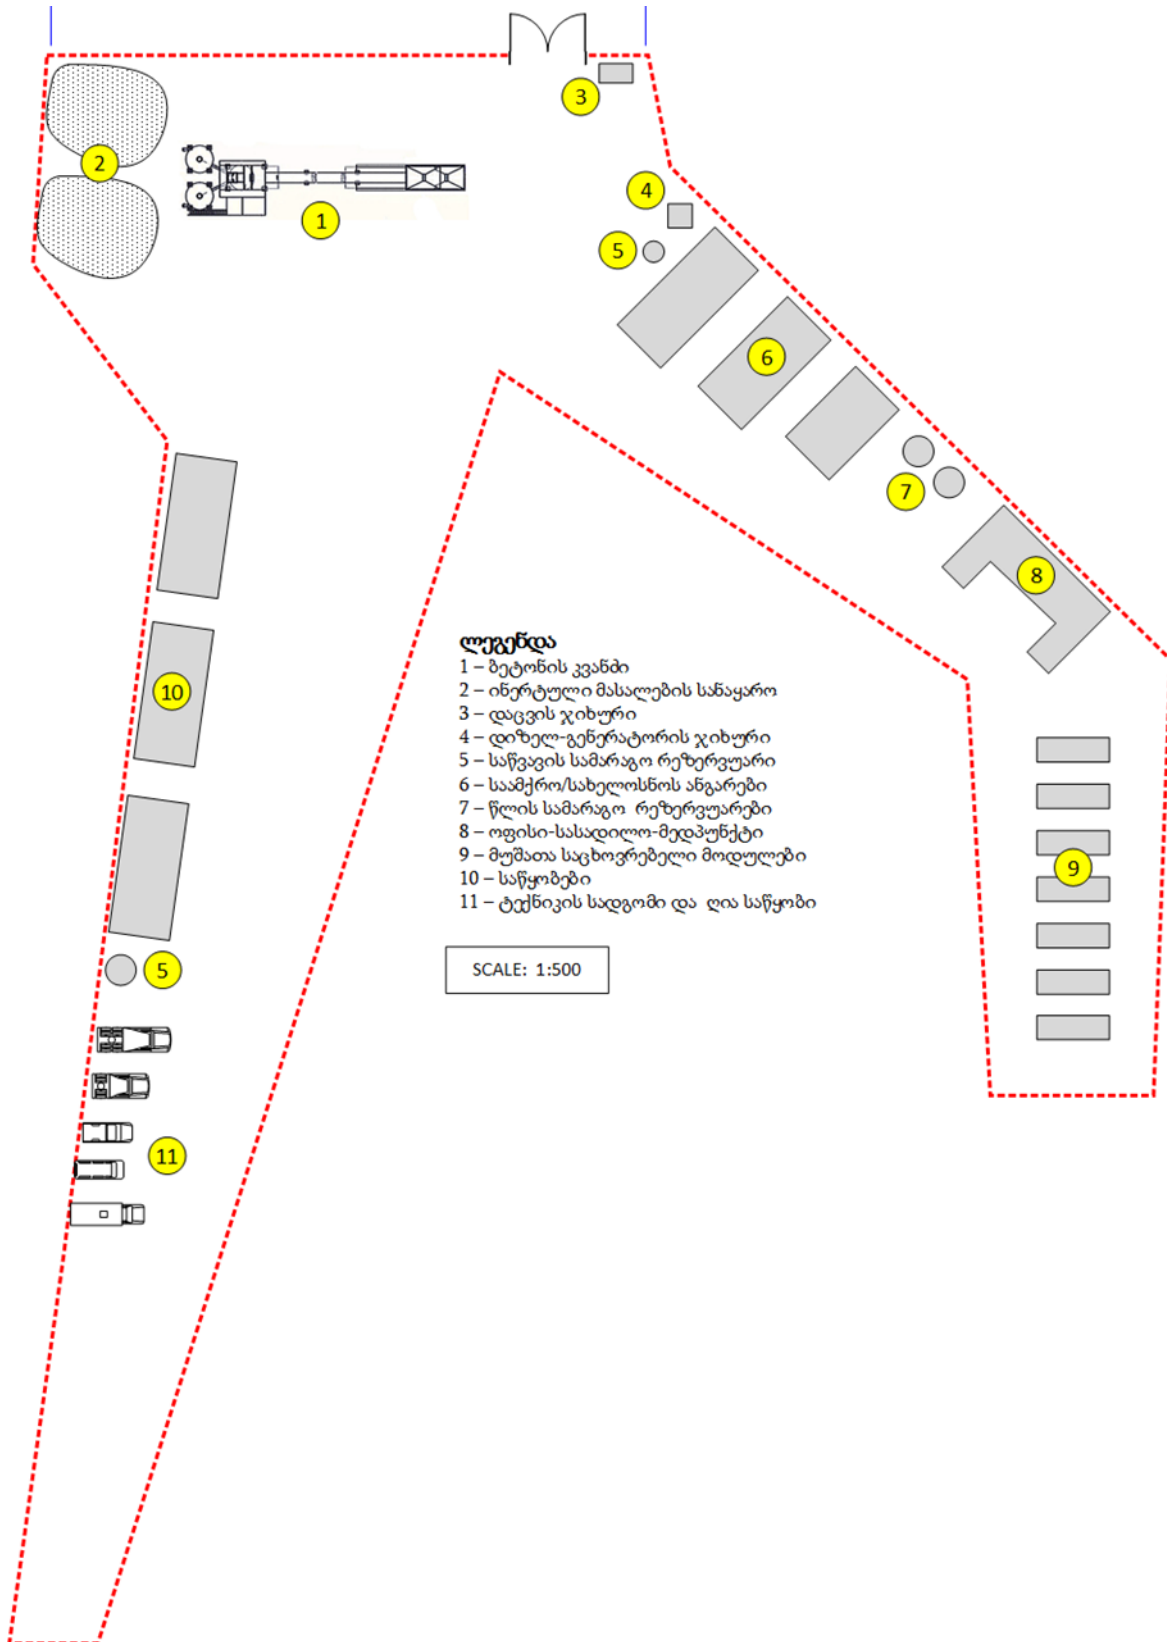 3
2
4
1
5
6
7
8
ლეგენდა
1 – ბეტონის კვანძი
2 – ინერტული მასალების სანაყარო
3 – დაცვის ჯიხური
4 – დიზელ-გენერატორის ჯიხური
5 – საწვავის სამარაგო რეზერვუარი
6 – საამქრო/სახელოსნოს ანგარები
7 – წლის სამარაგო რეზერვუარები
8 – ოფისი-სასადილო-მედპუნქტი
9 – მუშათა საცხოვრებელი მოდულები
10 – საწყობები
11 – ტექნიკის სადგომი და ღია საწყობი
10
9
5
SCALE: 1:500
11